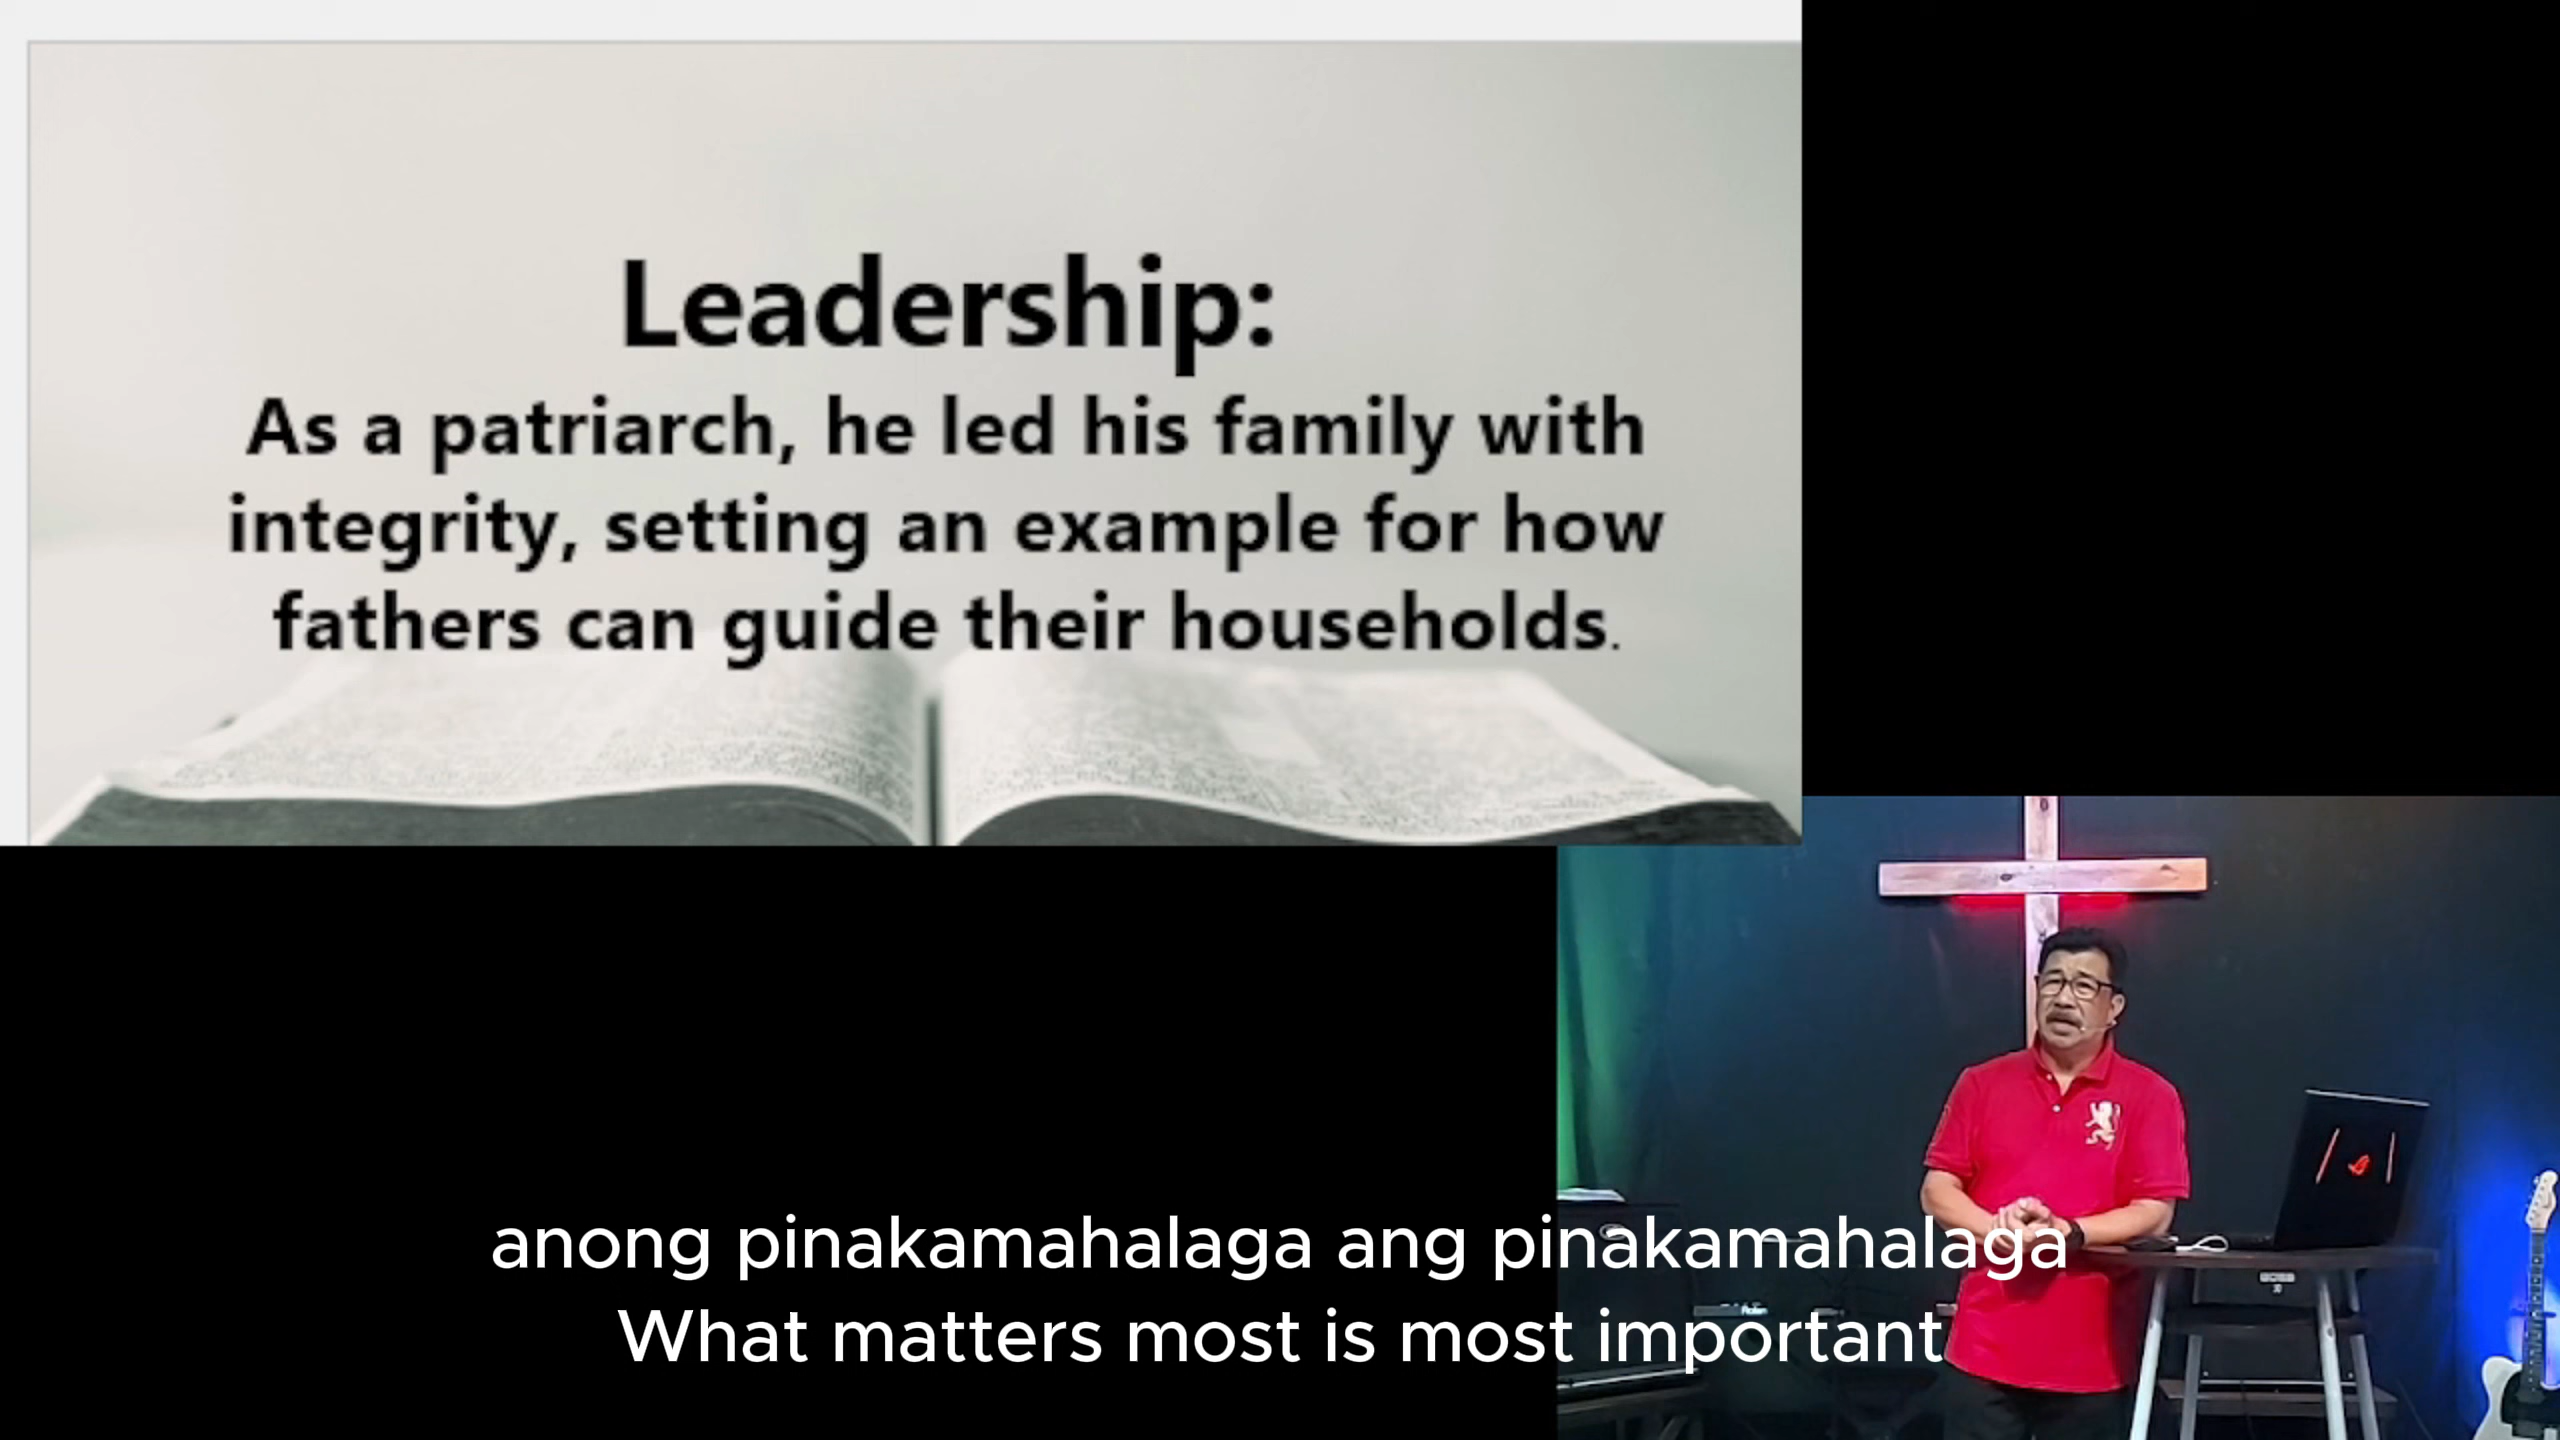 Leadership:
As a patriarch, he led his family with
integrity, setting an example for how
fathers can guide their households.
anong pinakamahalaga ang pinakamahalaga
What matters most is most important